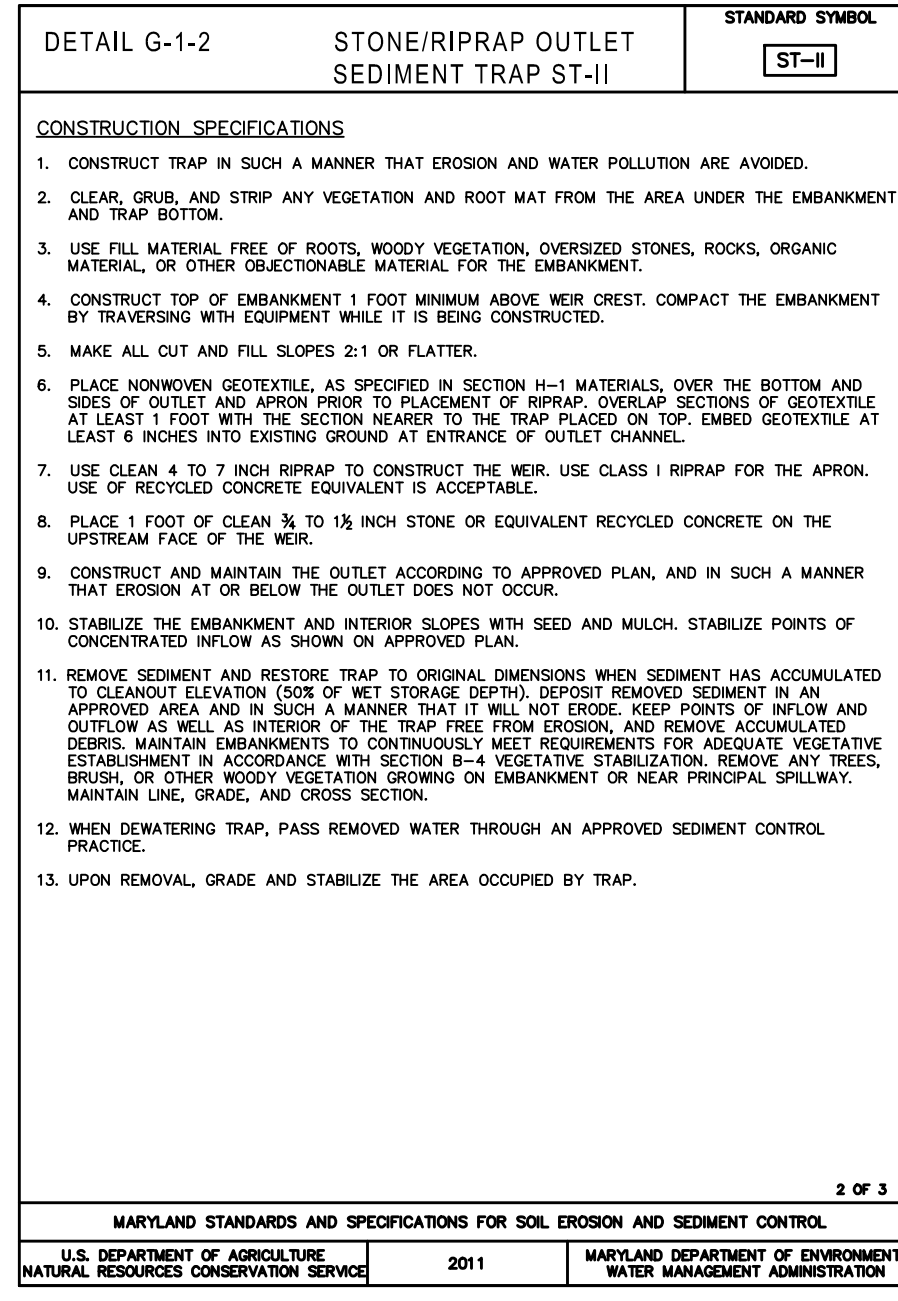 DETAIL G-1-2
STONE/RIPRAP OUTLET
SEDIMENT TRAP ST-II
STANDARD SYMBOL
ST-II
CONSTRUCTION SPECIFICATIONS
1. CONSTRUCT TRAP IN SUCH A MANNER THAT EROSION AND WATER POLLUTION ARE AVOIDED.
2. CLEAR, GRUB, AND STRIP ANY VEGETATION AND ROOT MAT FROM THE AREA UNDER THE EMBANKMENT
AND TRAP BOTTOM.
3. USE FILL MATERIAL FREE OF ROOTS, WOODY VEGETATION, OVERSIZED STONES, ROCKS, ORGANIC
MATERIAL, OR OTHER OBJECTIONABLE MATERIAL FOR THE EMBANKMENT.
4. CONSTRUCT TOP OF EMBANKMENT 1 FOOT MINIMUM ABOVE WEIR CREST. COMPACT THE EMBANKMENT
BY TRAVERSING WITH EQUIPMENT WHILE IT IS BEING CONSTRUCTED.
5. MAKE ALL CUT AND FILL SLOPES 2:1 OR FLATTER.
6. PLACE NONWOVEN GEOTEXTILE, AS SPECIFIED IN SECTION H-1 MATERIALS, OVER THE BOTTOM AND
SIDES OF OUTLET AND APRON PRIOR TO PLACEMENT OF RIPRAP. OVERLAP SECTIONS OF GEOTEXTILE
AT LEAST 1 FOOT WITH THE SECTION NEARER TO THE TRAP PLACED ON TOP. EMBED GEOTEXTILE AT
LEAST 6 INCHES INTO EXISTING GROUND AT ENTRANCE OF OUTLET CHANNEL.
7. USE CLEAN 4 TO 7 INCH RIPRAP TO CONSTRUCT THE WEIR. USE CLASS I RIPRAP FOR THE APRON.
USE OF RECYCLED CONCRETE EQUIVALENT IS ACCEPTABLE.
8. PLACE 1 FOOT OF CLEAN ¾ TO 1½ INCH STONE OR EQUIVALENT RECYCLED CONCRETE ON THE
UPSTREAM FACE OF THE WEIR.
9. CONSTRUCT AND MAINTAIN THE OUTLET ACCORDING TO APPROVED PLAN, AND IN SUCH A MANNER
THAT EROSION AT OR BELOW THE OUTLET DOES NOT OCCUR.
10. STABILIZE THE EMBANKMENT AND INTERIOR SLOPES WITH SEED AND MULCH. STABILIZE POINTS OF
CONCENTRATED INFLOW AS SHOWN ON APPROVED PLAN.
11. REMOVE SEDIMENT AND RESTORE TRAP TO ORIGINAL DIMENSIONS WHEN SEDIMENT HAS ACCUMULATED
TO CLEANOUT ELEVATION (50% OF WET STORAGE DEPTH). DEPOSIT REMOVED SEDIMENT IN AN
APPROVED AREA AND IN SUCH A MANNER THAT IT WILL NOT ERODE. KEEP POINTS OF INFLOW AND
OUTFLOW AS WELL AS INTERIOR OF THE TRAP FREE FROM EROSION, AND REMOVE ACCUMULATED
DEBRIS. MAINTAIN EMBANKMENTS TO CONTINUOUSLY MEET REQUIREMENTS FOR ADEQUATE VEGETATIVE
ESTABLISHMENT IN ACCORDANCE WITH SECTION B-4 VEGETATIVE STABILIZATION. REMOVE ANY TREES,
BRUSH, OR OTHER WOODY VEGETATION GROWING ON EMBANKMENT OR NEAR PRINCIPAL SPILLWAY.
MAINTAIN LINE, GRADE, AND CROSS SECTION.
12. WHEN DEWATERING TRAP, PASS REMOVED WATER THROUGH AN APPROVED SEDIMENT CONTROL
PRACTICE.
13. UPON REMOVAL, GRADE AND STABILIZE THE AREA OCCUPIED BY TRAP.
2 OF 3
MARYLAND STANDARDS AND SPECIFICATIONS FOR SOIL EROSION AND SEDIMENT CONTROL
U.S. DEPARTMENT OF AGRICULTURE
NATURAL RESOURCES CONSERVATION SERVICE
2011
MARYLAND DEPARTMENT OF ENVIRONMENT
WATER MANAGEMENT ADMINISTRATION